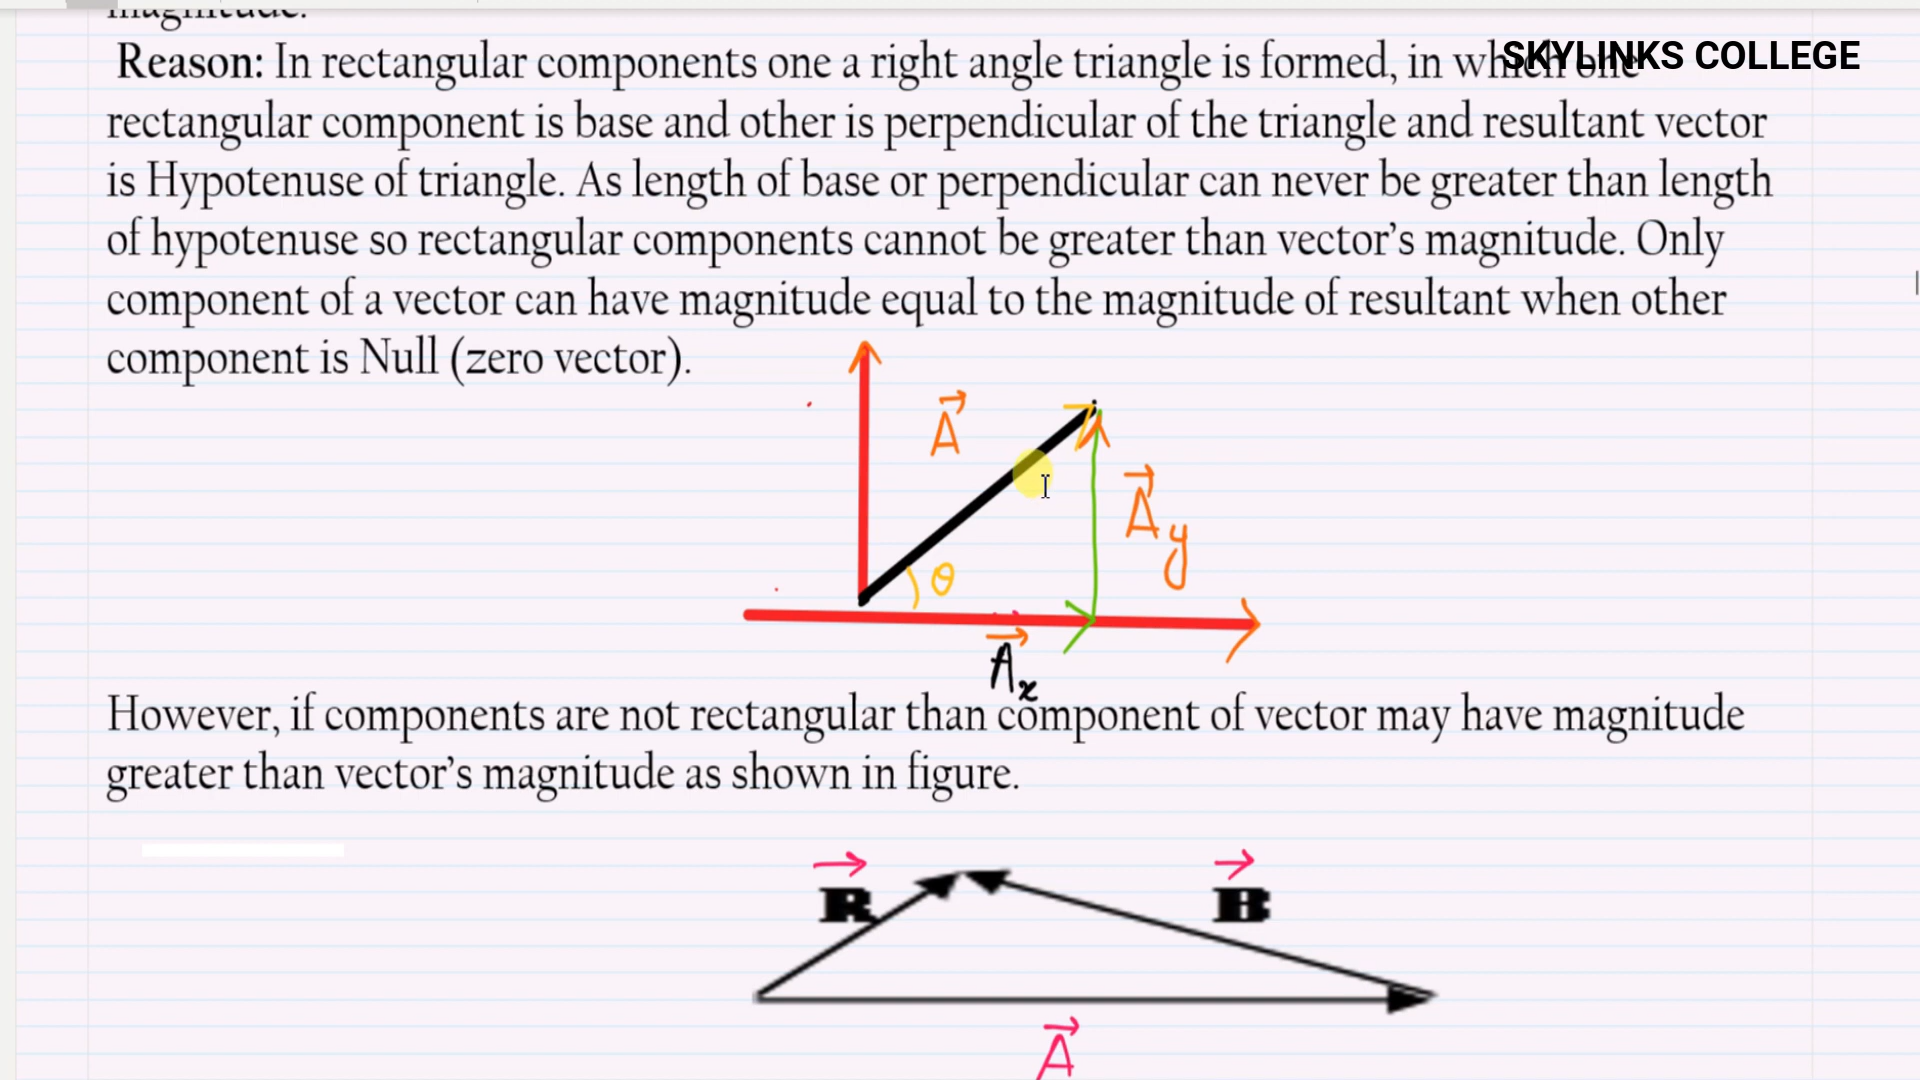 magnitude.
Reason: In rectangular components one a right angle triangle is formed, in which one
SKYLINKS COLLEGE
rectangular component is base and other is perpendicular of the triangle and resultant vector
is Hypotenuse of triangle. As length of base or perpendicular can never be greater than length
of hypotenuse so rectangular components cannot be greater than vector’s magnitude. Only
component of a vector can have magnitude equal to the magnitude of resultant when other
component is Null (zero vector).
A
Ay
θ
Ax
However, if components are not rectangular than component of vector may have magnitude
greater than vector’s magnitude as shown in figure.
R
B
A